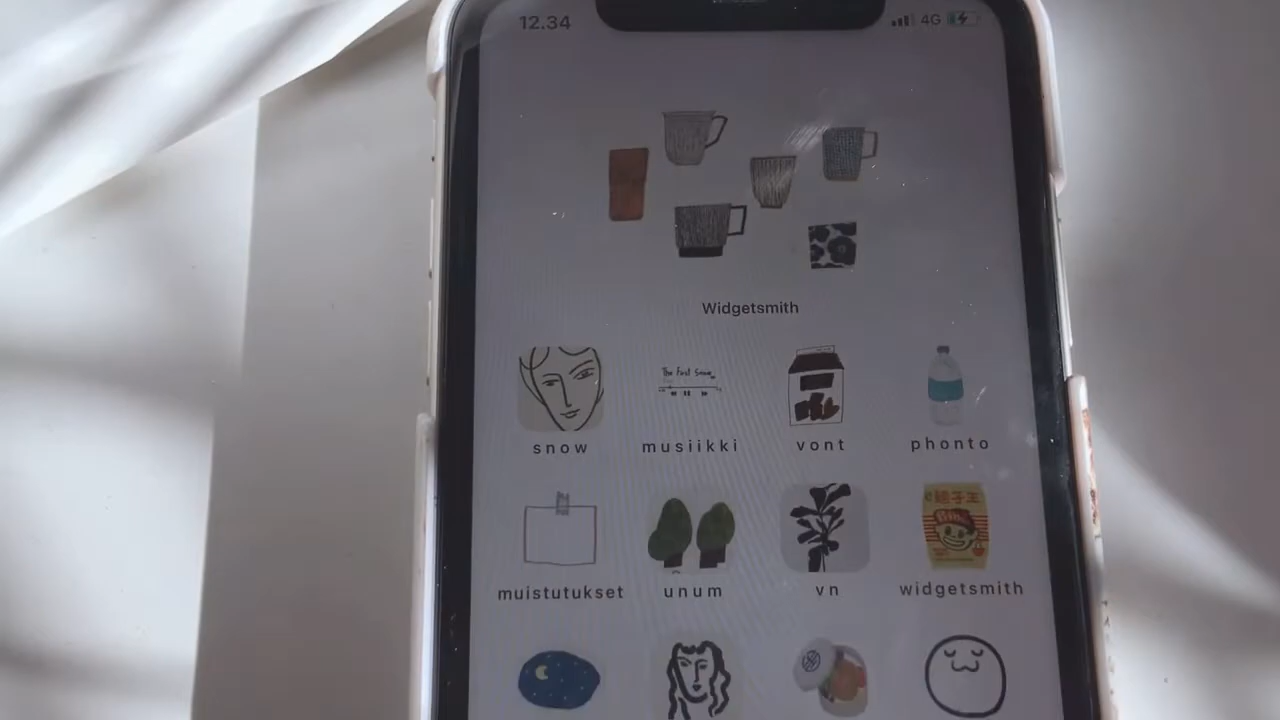 12.34
4G
Widgetsmith
The First Snow
snow
musiikki
vont
phonto
muistutukset
unum
vn
widgetsmith